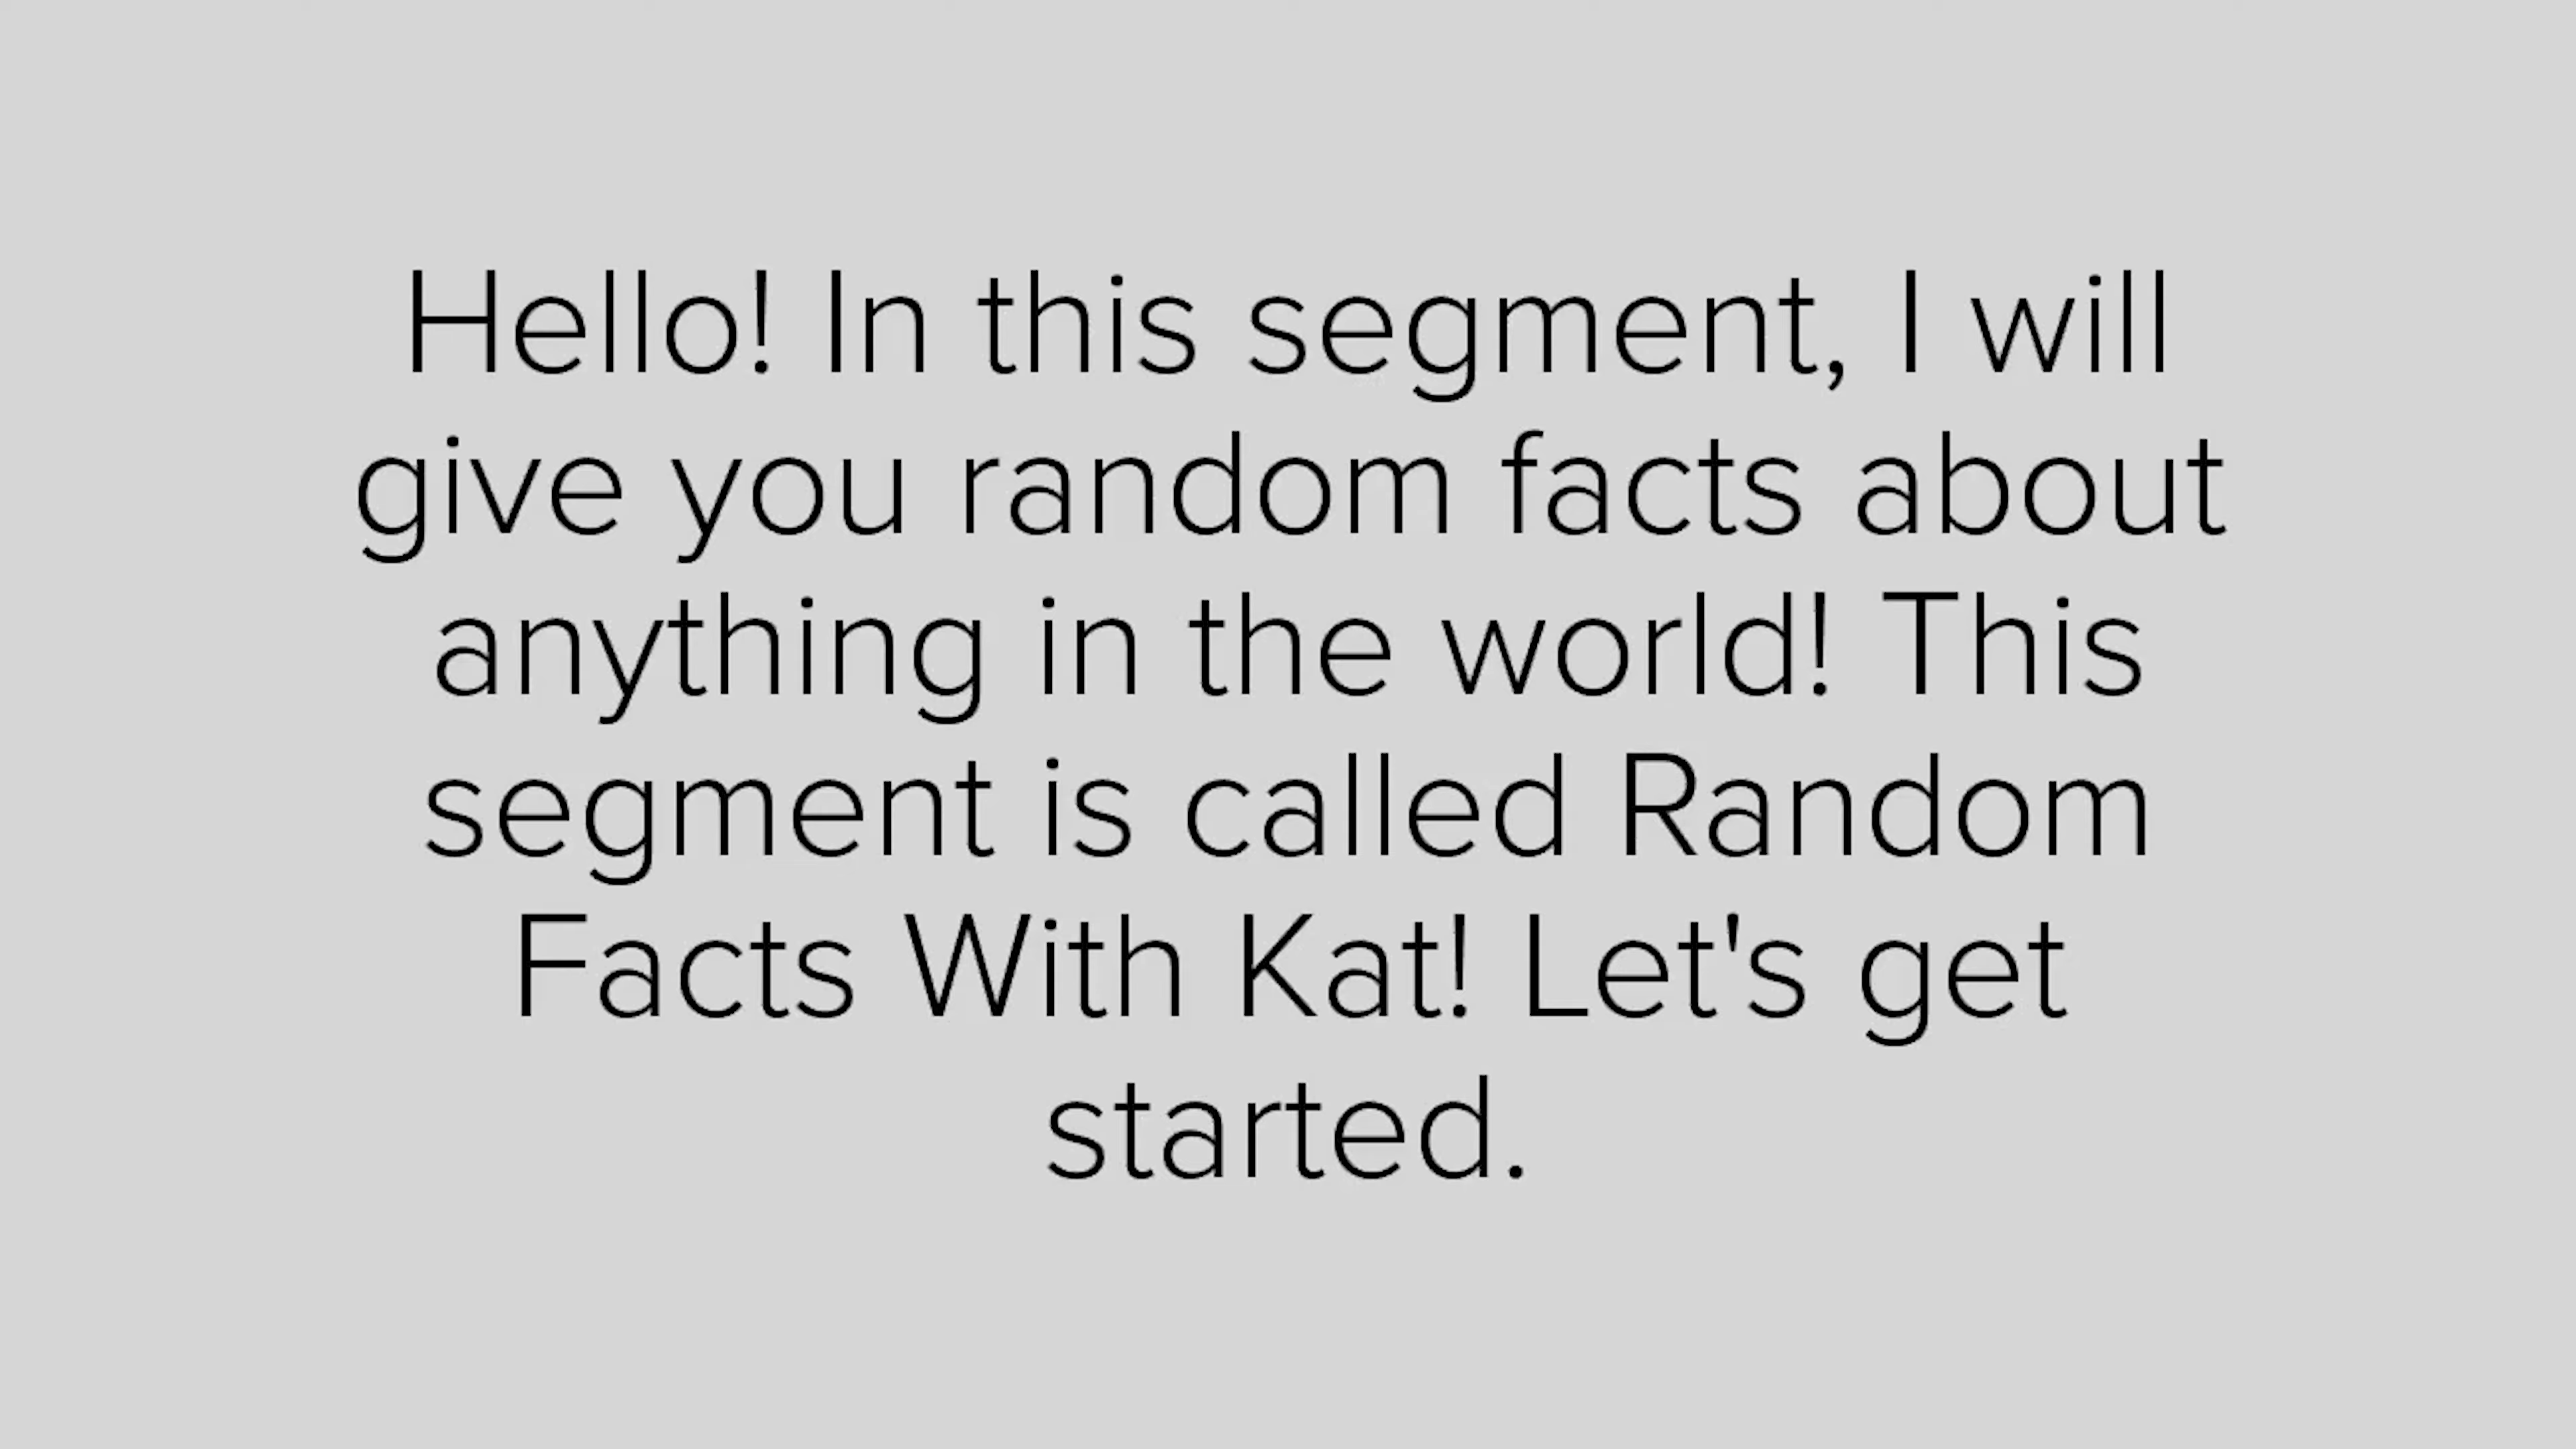 Hello! In this segment, I will
give you random facts about
anything in the world! This
segment is called Random
Facts With Kat! Let's get
started.